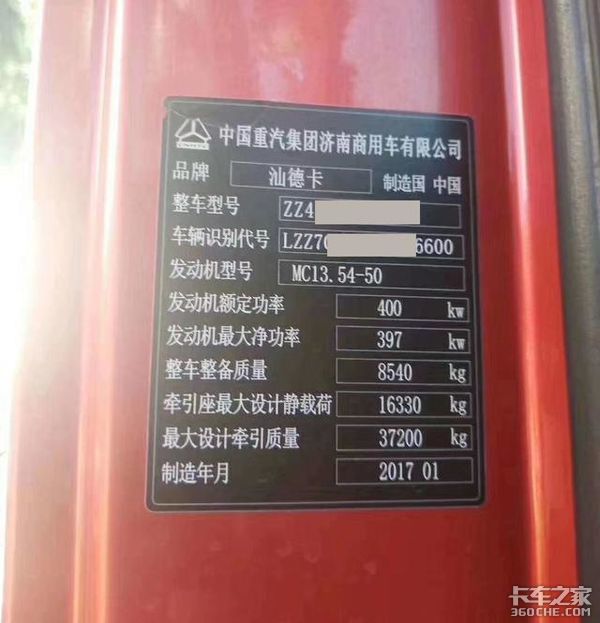 中国重汽集团济南商用车有限公司
品牌 汕德卡 制造国 中国
整车型号 ZZ4
车辆识别代号 LZZ7 6600
发动机型号 MC13.54-50
发动机额定功率 400 kw
发动机最大净功率 397 kw
整车整备质量 8540 kg
牵引座最大设计静载荷 16330 kg
最大设计牵引质量 37200 kg
制造年月 2017 01
卡车之家
360CHE.COM